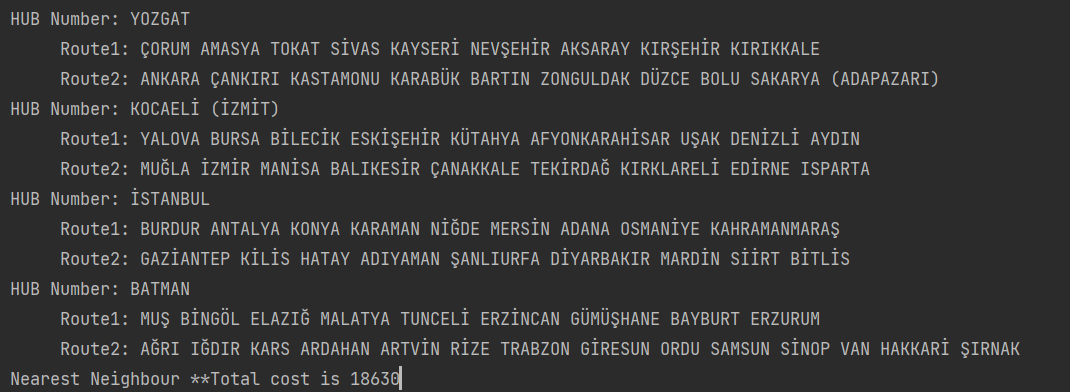 HUB Number: YOZGAT
Route1: ÇORUM AMASYA TOKAT SİVAS KAYSERİ NEVŞEHİR AKSARAY KIRŞEHİR KIRIKKALE
Route2: ANKARA ÇANKIRI KASTAMONU KARABÜK BARTIN ZONGULDAK DÜZCE BOLU SAKARYA (ADAPAZARI)
HUB Number: KOCAELİ (İZMİT)
Route1: YALOVA BURSA BİLECİK ESKİŞEHİR KÜTAHYA AFYONKARAHİSAR UŞAK DENİZLİ AYDIN
Route2: MUĞLA İZMİR MANİSA BALIKESİR ÇANAKKALE TEKİRDAĞ KIRKLARELİ EDİRNE ISPARTA
HUB Number: İSTANBUL
Route1: BURDUR ANTALYA KONYA KARAMAN NİĞDE MERSİN ADANA OSMANİYE KAHRAMANMARAŞ
Route2: GAZİANTEP KİLİS HATAY ADIYAMAN ŞANLIURFA DİYARBAKIR MARDİN SİİRT BİTLİS
HUB Number: BATMAN
Route1: MUŞ BİNGÖL ELAZIĞ MALATYA TUNCELİ ERZİNCAN GÜMÜŞHANE BAYBURT ERZURUM
Route2: AĞRI IĞDIR KARS ARDAHAN ARTVİN RİZE TRABZON GİRESUN ORDU SAMSUN SİNOP VAN HAKKARİ ŞIRNAK
Nearest Neighbour **Total cost is 18630